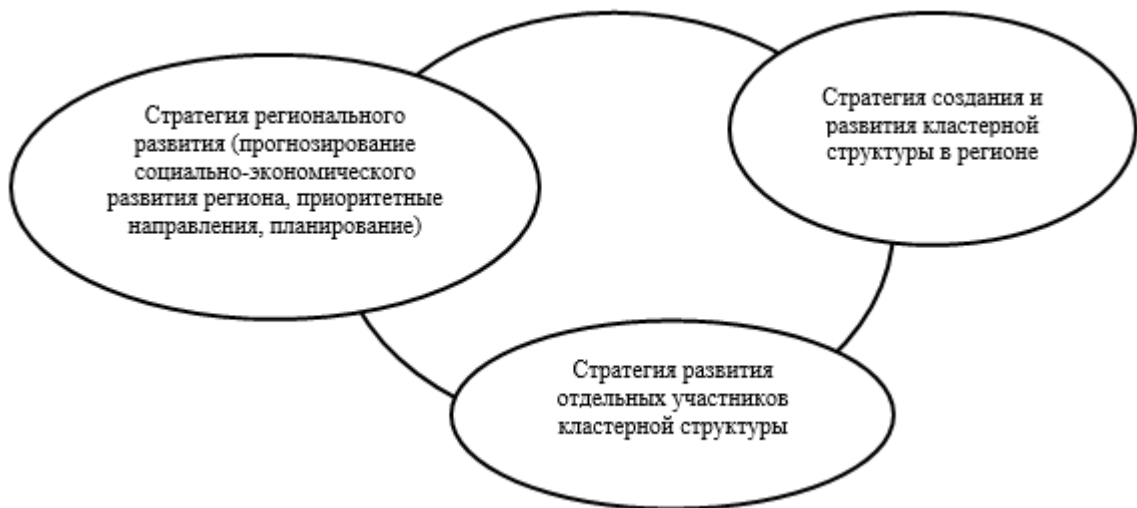 Стратегия регионального
развития (прогнозирование
социально-экономического
развития региона, приоритетные
направления, планирование)
Стратегия создания и
развития кластерной
структуры в регионе
Стратегия развития
отдельных участников
кластерной структуры